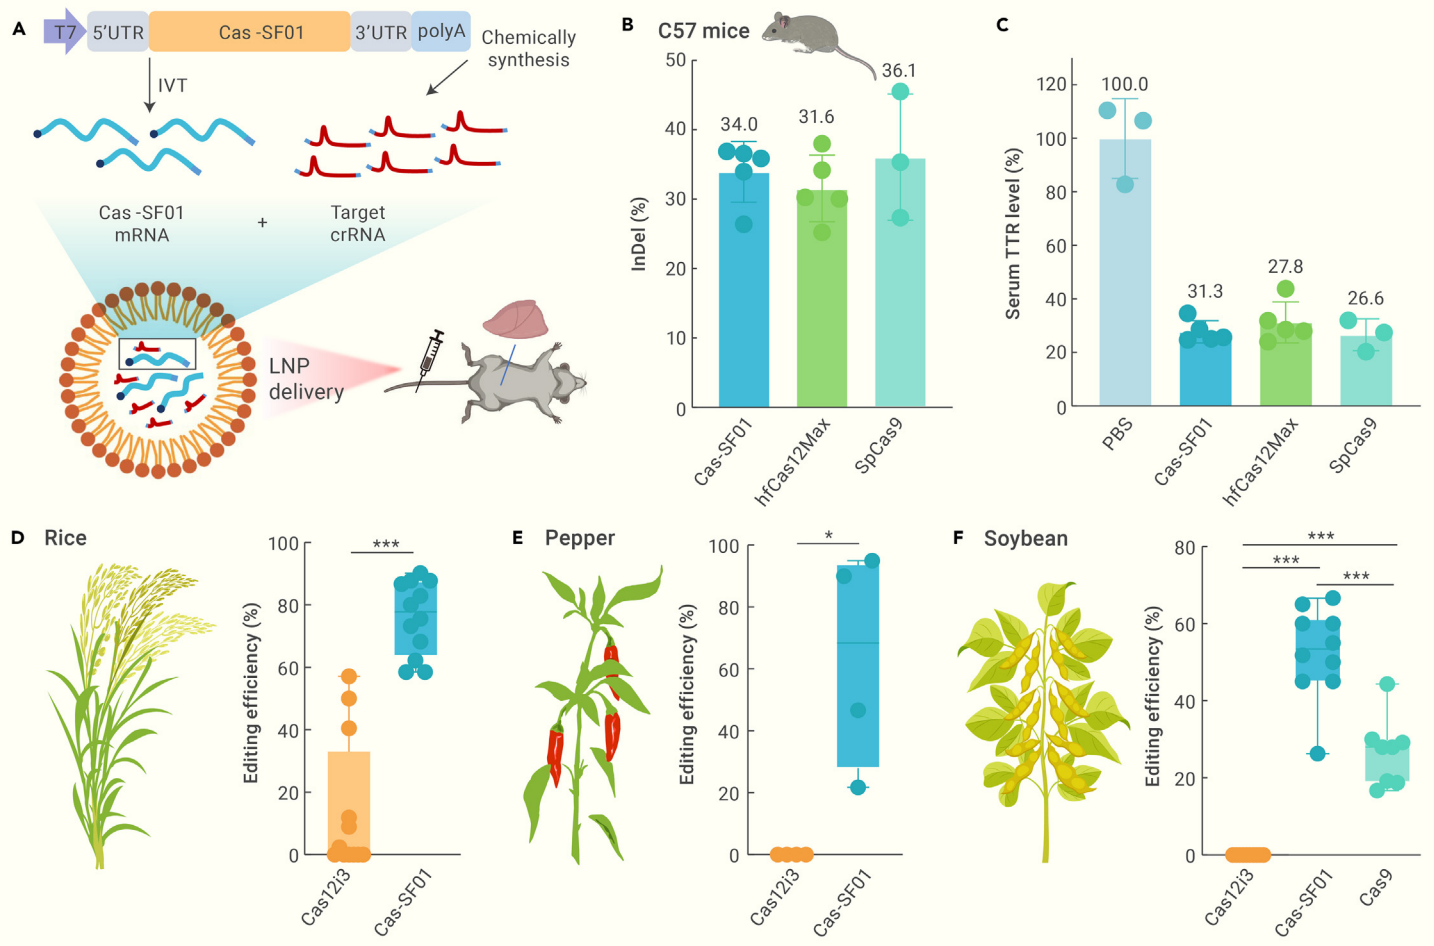 A
T7 5’UTR Cas -SF01 3’UTR polyA
Chemically
synthesis
IVT
Cas -SF01
mRNA
+
Target
crRNA
LNP
delivery
B
C57 mice
InDel (%)
50
40
30
20
10
0
34.0
31.6
36.1
Cas-SF01
hfCas12Max
SpCas9
C
Serum TTR level (%)
120
100
80
60
40
20
0
100.0
31.3
27.8
26.6
PBS
Cas-SF01
hfCas12Max
SpCas9
D Rice
Editing efficiency (%)
100
80
60
40
20
0
***
Cas12i3
Cas-SF01
E Pepper
Editing efficiency (%)
100
80
60
40
20
0
*
Cas12i3
Cas-SF01
F Soybean
Editing efficiency (%)
80
60
40
20
0
***
***
***
Cas12i3
Cas-SF01
Cas9